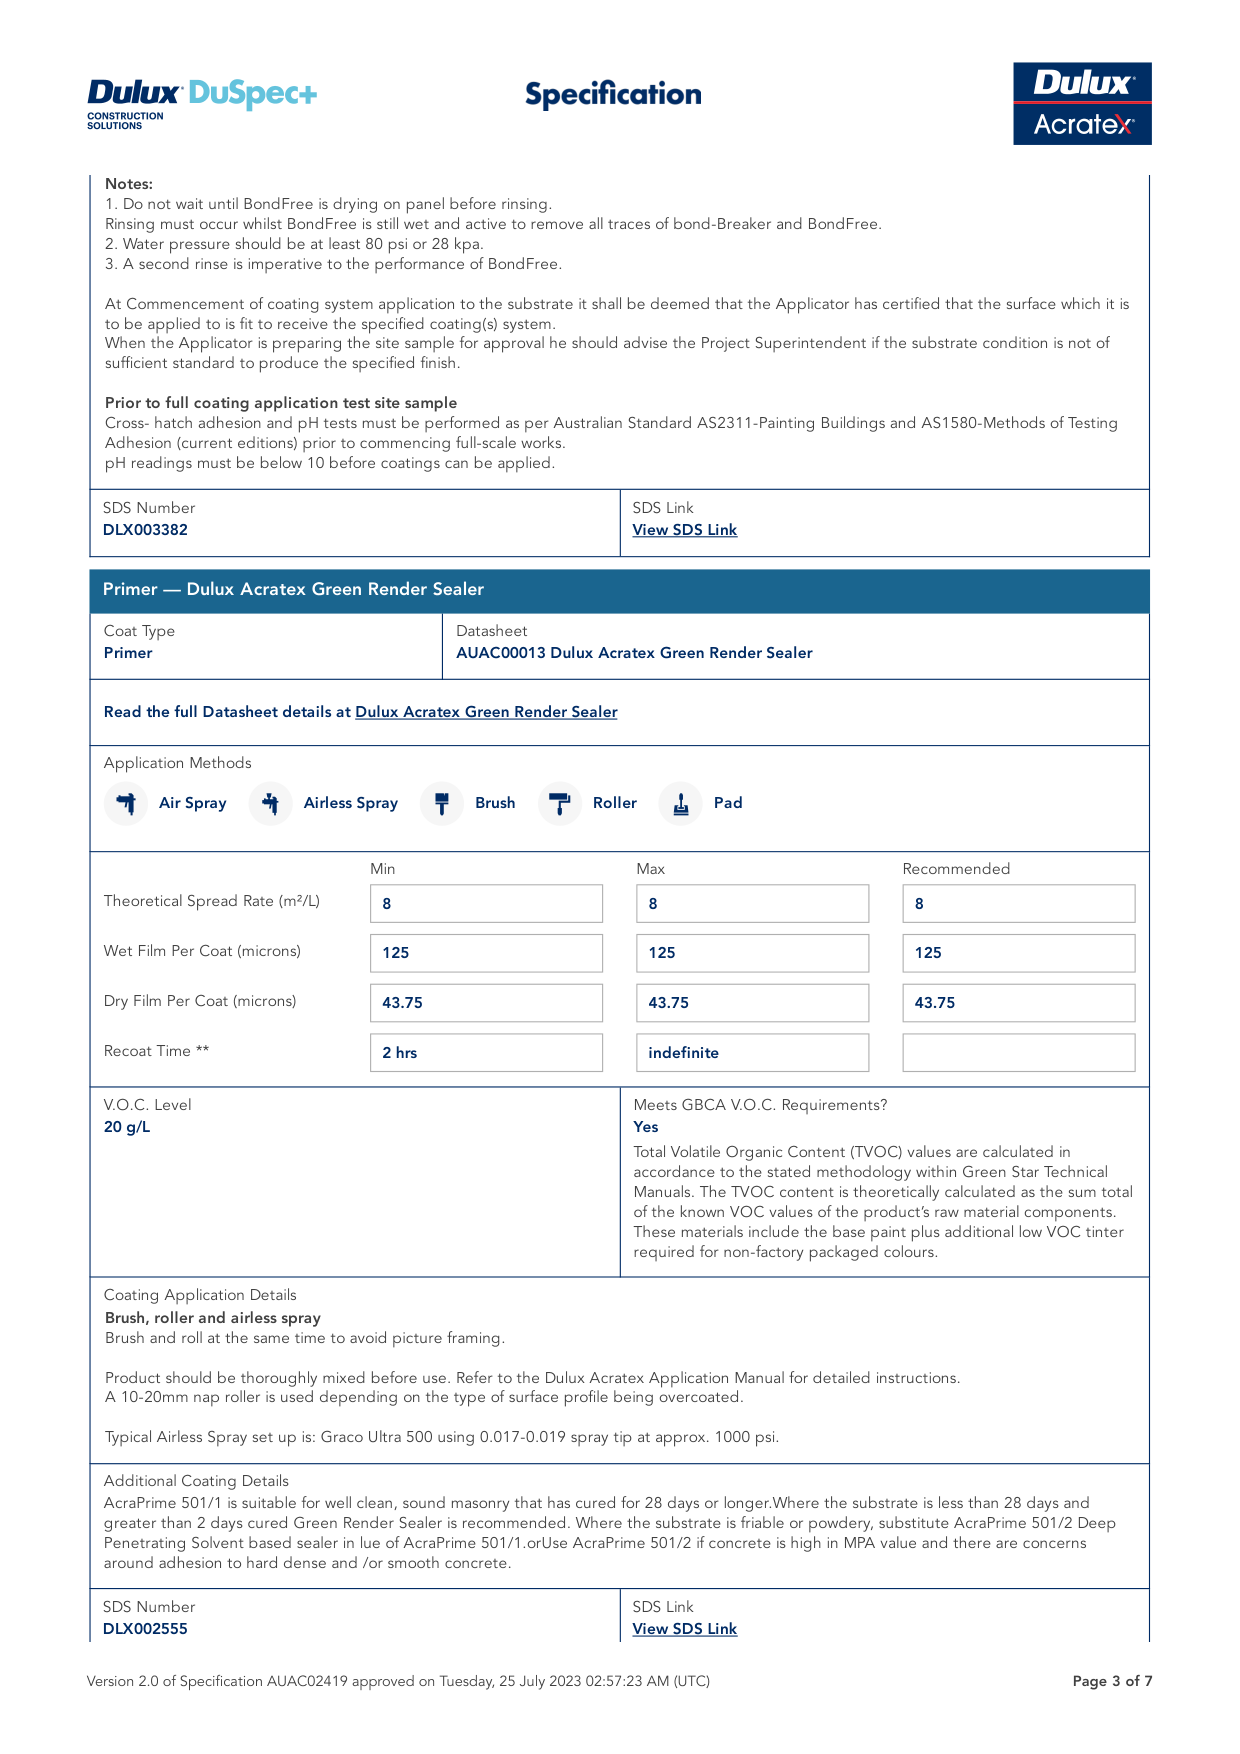 Dulux DuSpec+
CONSTRUCTION
SOLUTIONS
Specification
Dulux
Acratex
Notes:
1. Do not wait until BondFree is drying on panel before rinsing.
Rinsing must occur whilst BondFree is still wet and active to remove all traces of bond-Breaker and BondFree.
2. Water pressure should be at least 80 psi or 28 kpa.
3. A second rinse is imperative to the performance of BondFree.
At Commencement of coating system application to the substrate it shall be deemed that the Applicator has certified that the surface which it is
to be applied to is fit to receive the specified coating(s) system.
When the Applicator is preparing the site sample for approval he should advise the Project Superintendent if the substrate condition is not of
sufficient standard to produce the specified finish.
Prior to full coating application test site sample
Cross- hatch adhesion and pH tests must be performed as per Australian Standard AS2311-Painting Buildings and AS1580-Methods of Testing
Adhesion (current editions) prior to commencing full-scale works.
pH readings must be below 10 before coatings can be applied.
SDS Number
DLX003382
SDS Link
View SDS Link
Primer — Dulux Acratex Green Render Sealer
Coat Type
Primer
Datasheet
AUAC00013 Dulux Acratex Green Render Sealer
Read the full Datasheet details at Dulux Acratex Green Render Sealer
Application Methods
Air Spray Airless Spray Brush Roller Pad
Min Max Recommended
Theoretical Spread Rate (m²/L) 8 8 8
Wet Film Per Coat (microns) 125 125 125
Dry Film Per Coat (microns) 43.75 43.75 43.75
Recoat Time ** 2 hrs indefinite
V.O.C. Level
20 g/L
Meets GBCA V.O.C. Requirements?
Yes
Total Volatile Organic Content (TVOC) values are calculated in
accordance to the stated methodology within Green Star Technical
Manuals. The TVOC content is theoretically calculated as the sum total
of the known VOC values of the product's raw material components.
These materials include the base paint plus additional low VOC tinter
required for non-factory packaged colours.
Coating Application Details
Brush, roller and airless spray
Brush and roll at the same time to avoid picture framing.
Product should be thoroughly mixed before use. Refer to the Dulux Acratex Application Manual for detailed instructions.
A 10-20mm nap roller is used depending on the type of surface profile being overcoated.
Typical Airless Spray set up is: Graco Ultra 500 using 0.017-0.019 spray tip at approx. 1000 psi.
Additional Coating Details
AcraPrime 501/1 is suitable for well clean, sound masonry that has cured for 28 days or longer.Where the substrate is less than 28 days and
greater than 2 days cured Green Render Sealer is recommended. Where the substrate is friable or powdery, substitute AcraPrime 501/2 Deep
Penetrating Solvent based sealer in lue of AcraPrime 501/1.orUse AcraPrime 501/2 if concrete is high in MPA value and there are concerns
around adhesion to hard dense and /or smooth concrete.
SDS Number
DLX002555
SDS Link
View SDS Link
Version 2.0 of Specification AUAC02419 approved on Tuesday, 25 July 2023 02:57:23 AM (UTC)
Page 3 of 7